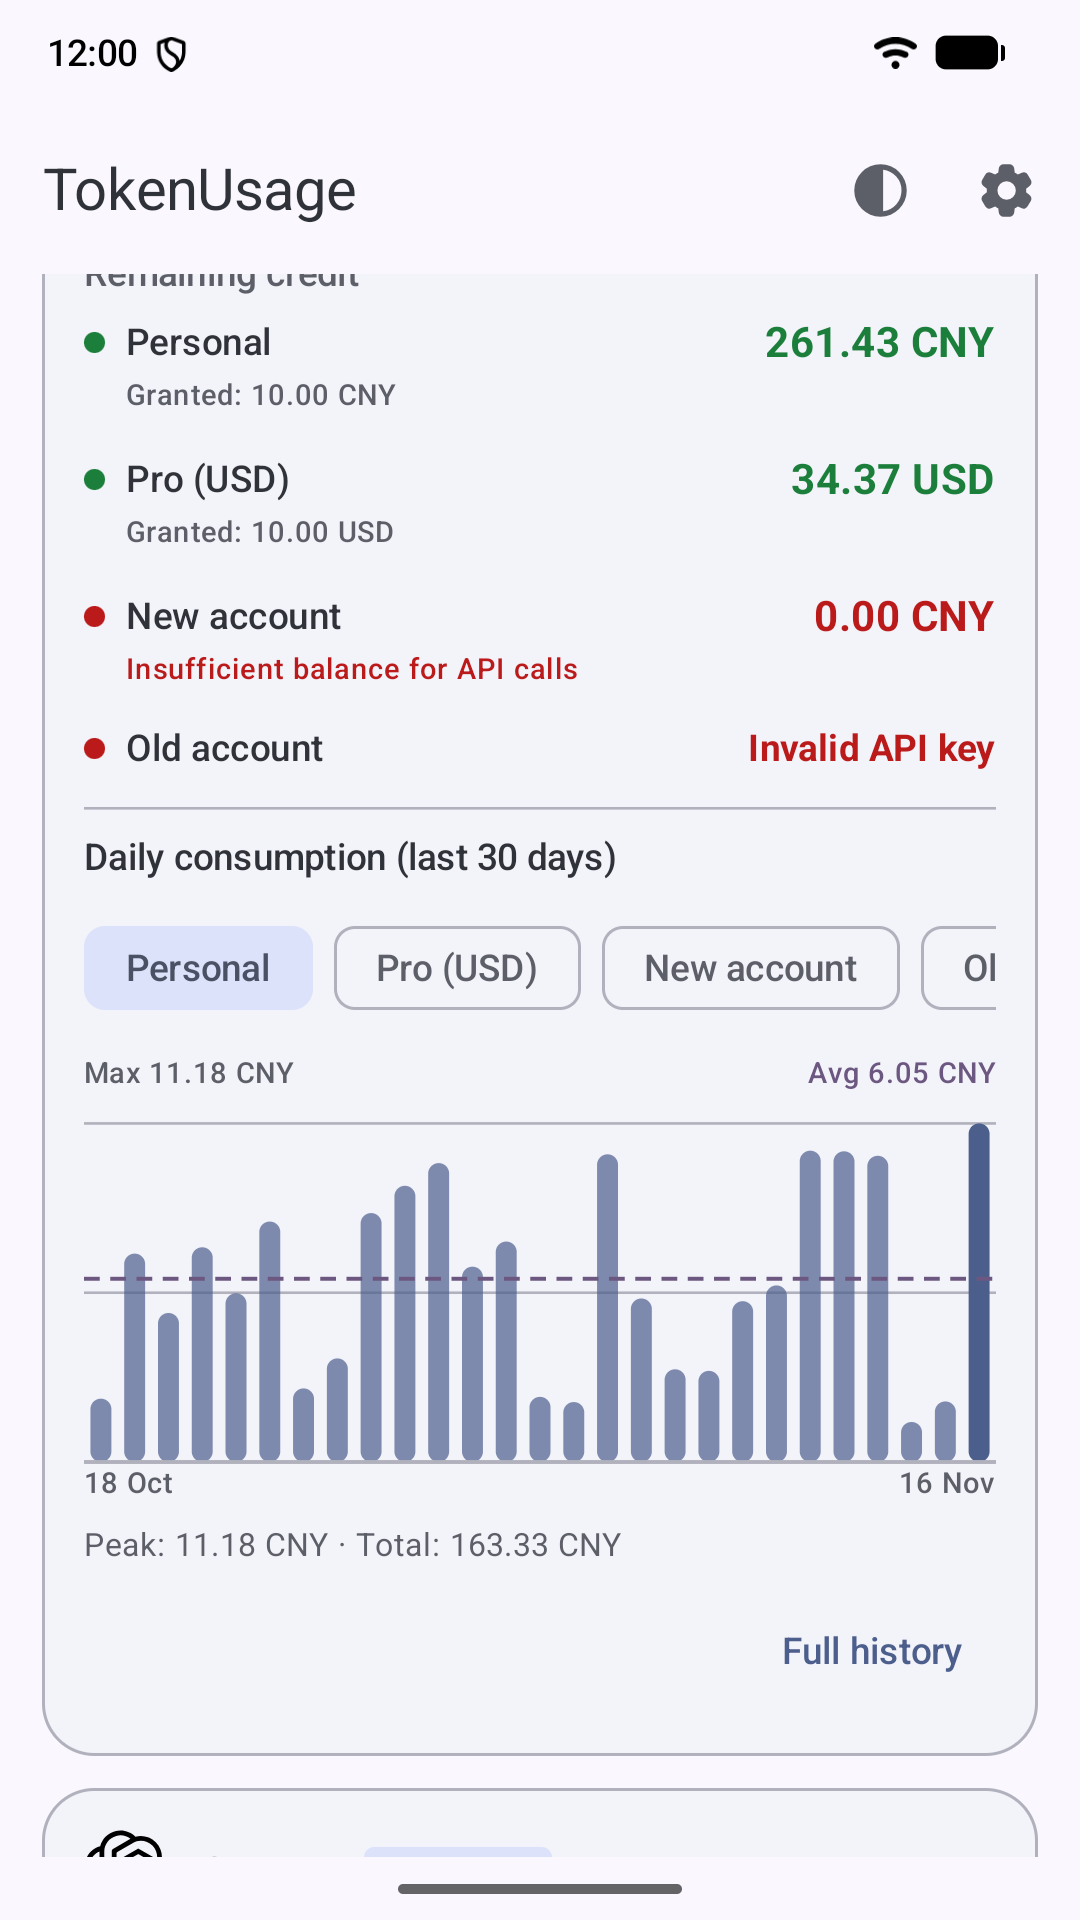 12:00
TokenUsage
Remaining credit
Personal
261.43 CNY
Granted: 10.00 CNY
Pro (USD)
34.37 USD
Granted: 10.00 USD
New account
0.00 CNY
Insufficient balance for API calls
Old account
Invalid API key
Daily consumption (last 30 days)
Personal
Pro (USD)
New account
Ol
Max 11.18 CNY
Avg 6.05 CNY
18 Oct
16 Nov
Peak: 11.18 CNY · Total: 163.33 CNY
Full history